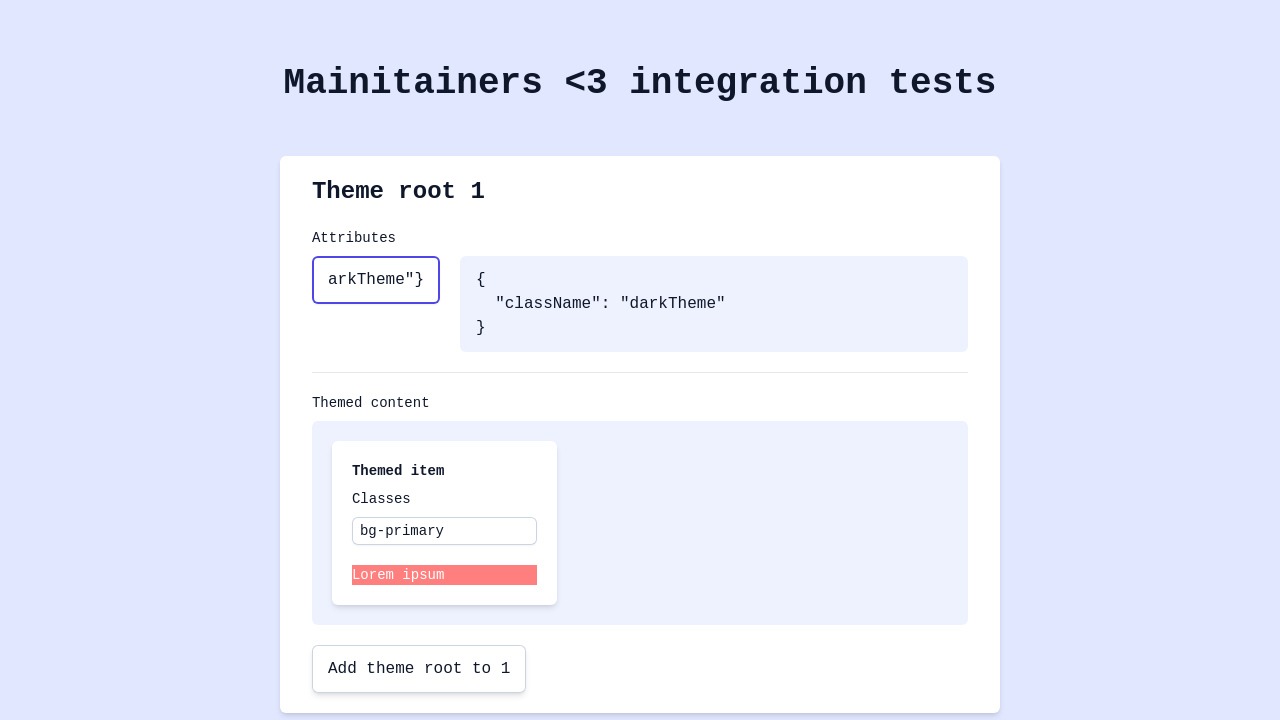 Mainitainers <3 integration tests
Theme root 1
Attributes
arkTheme"}
{
  "className": "darkTheme"
}
Themed content
Themed item
Classes
bg-primary
Lorem ipsum
Add theme root to 1